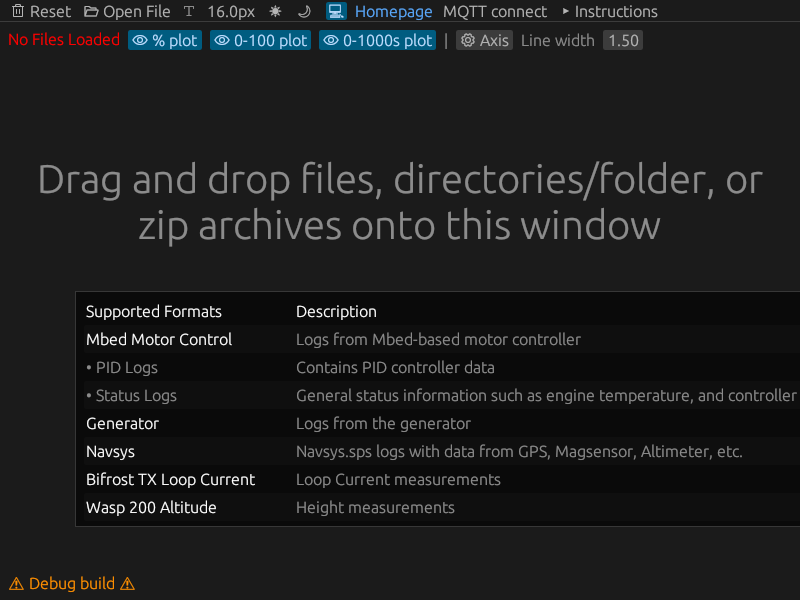 Reset Open File T 16.0px Homepage MQTT connect ‣ Instructions
No Files Loaded % plot 0-100 plot 0-1000s plot | Axis Line width 1.50
Drag and drop files, directories/folder, or
zip archives onto this window
Supported Formats Description
Mbed Motor Control Logs from Mbed-based motor controller
• PID Logs Contains PID controller data
• Status Logs General status information such as engine temperature, and controller
Generator Logs from the generator
Navsys Navsys.sps logs with data from GPS, Magsensor, Altimeter, etc.
Bifrost TX Loop Current Loop Current measurements
Wasp 200 Altitude Height measurements
⚠ Debug build ⚠